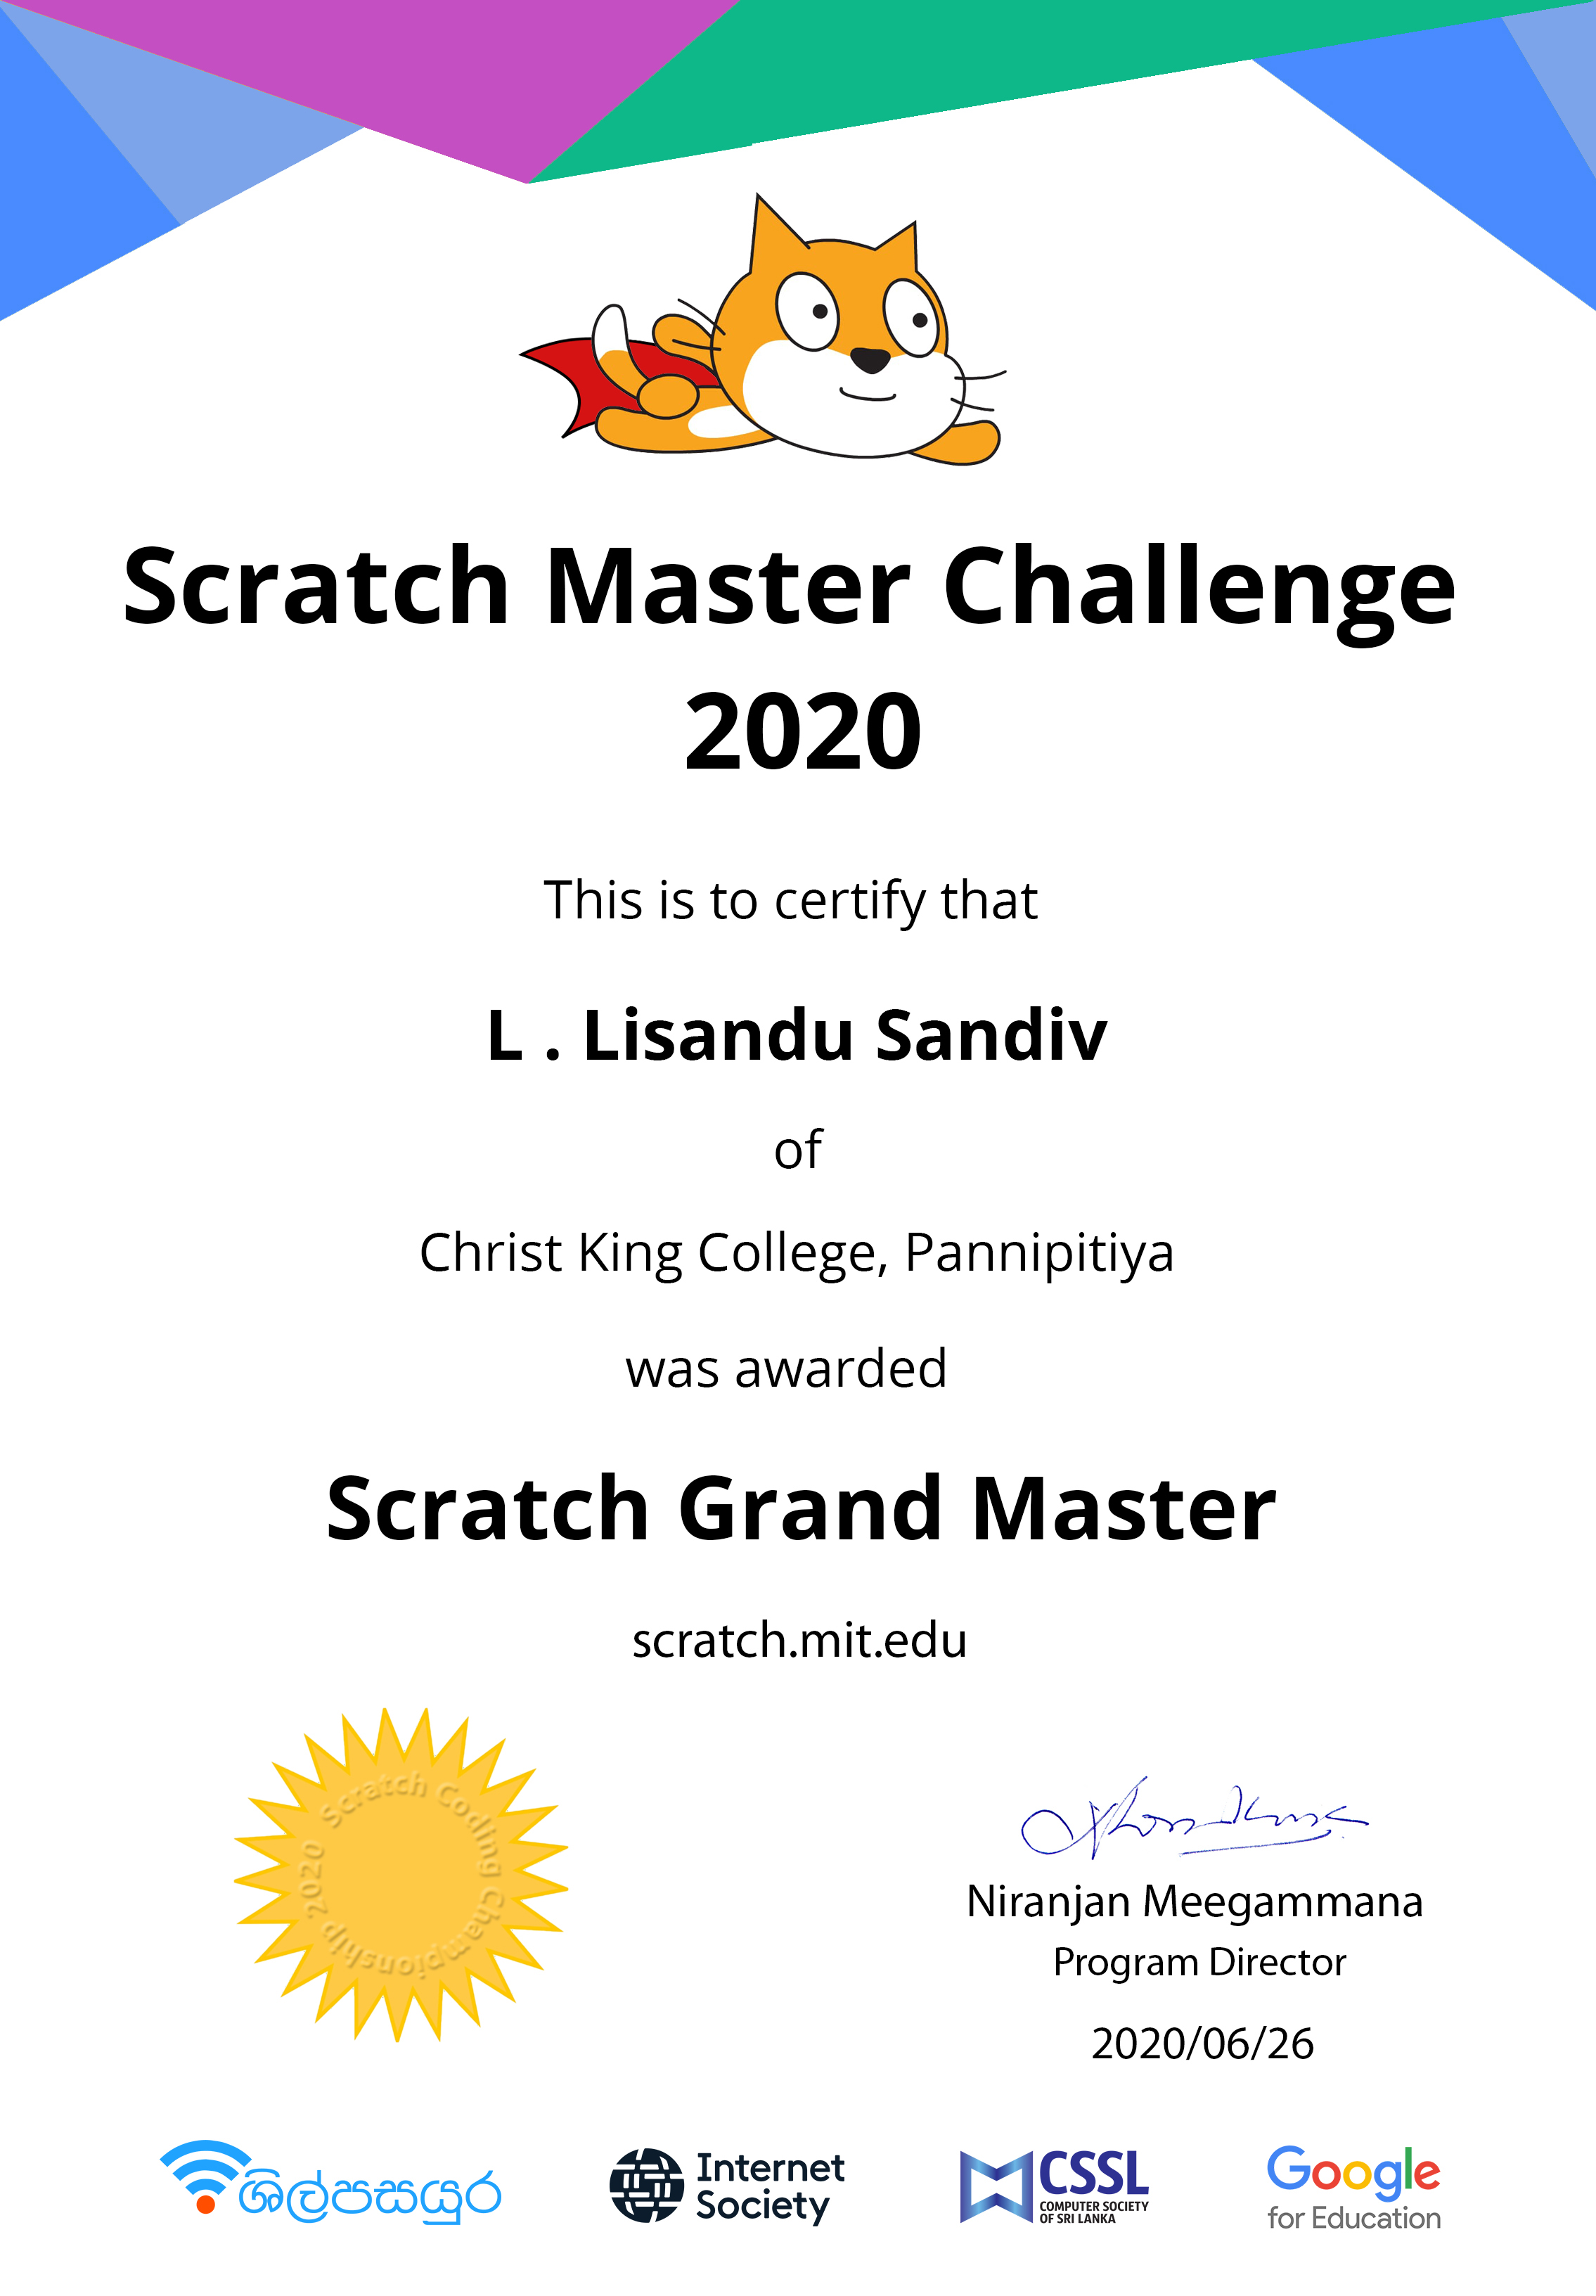 Scratch Master Challenge
2020
This is to certify that
L . Lisandu Sandiv
of
Christ King College, Pannipitiya
was awarded
Scratch Grand Master
scratch.mit.edu
Scratch Coding Championship 2020
Niranjan Meegammana
Program Director
2020/06/26
ශිල්පසයුර
Internet
Society
CSSL
COMPUTER SOCIETY
OF SRI LANKA
Google
for Education